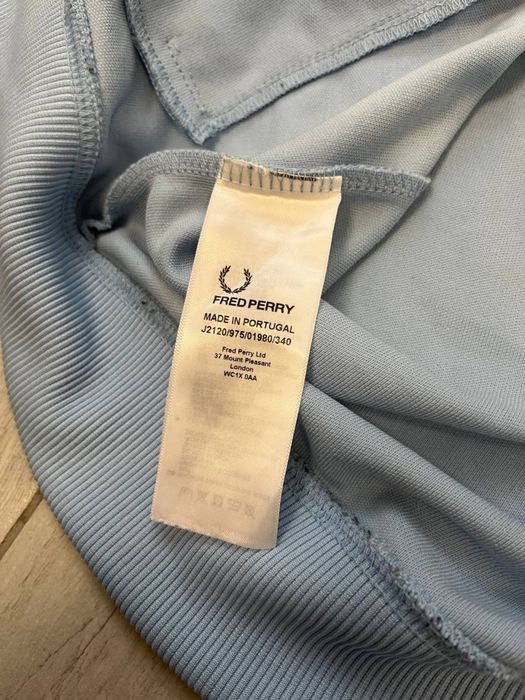 FRED PERRY
MADE IN PORTUGAL
J2120/975/01980/340
Fred Perry Ltd
37 Mount Pleasant
London
WC1X 0AA